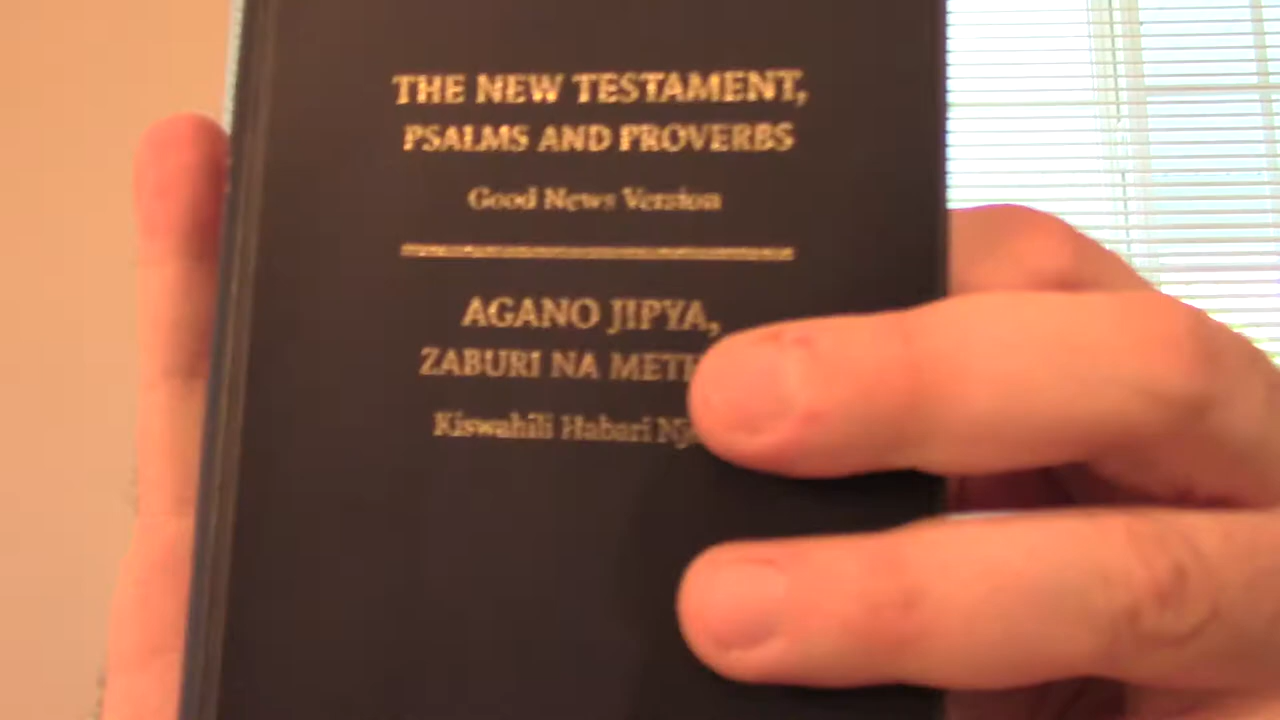 THE NEW TESTAMENT,
PSALMS AND PROVERBS
Good News Version
AGANO JIPYA,
ZABURI NA
Kiswahili Habari